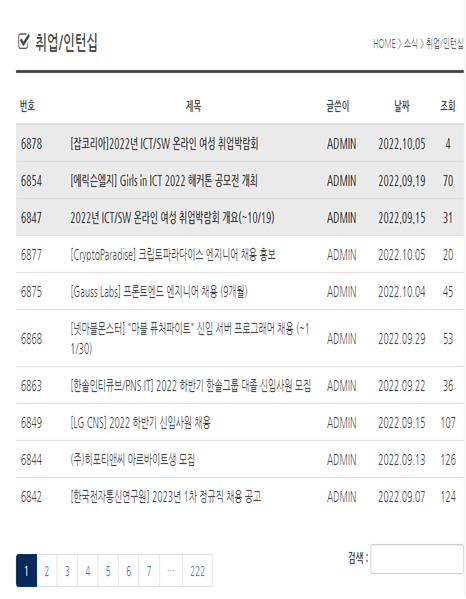 취업/인턴십
HOME > 소식 > 취업/인턴십
번호 제목 글쓴이 날짜 조회
6878 [잡코리아]2022년 ICT/SW 온라인 여성 취업박람회 ADMIN 2022.10.05 4
6854 [에릭슨엘지] Girls in ICT 2022 해커톤 공모전 개최 ADMIN 2022.09.19 70
6847 2022년 ICT/SW 온라인 여성 취업박람회 개요(~10/19) ADMIN 2022.09.15 31
6877 [CryptoParadise] 크립토파라다이스 엔지니어 채용 홍보 ADMIN 2022.10.05 20
6875 [Gauss Labs] 프론트엔드 엔지니어 채용 (9개월) ADMIN 2022.10.04 45
6868 [넷마블몬스터] "마블 퓨처파이트" 신입 서버 프로그래머 채용 (~1
1/30) ADMIN 2022.09.29 53
6863 [한솔인티큐브/PNS IT] 2022 하반기 한솔그룹 대졸 신입사원 모집 ADMIN 2022.09.22 36
6849 [LG CNS] 2022 하반기 신입사원 채용 ADMIN 2022.09.15 107
6844 (주)히포티앤씨 아르바이트생 모집 ADMIN 2022.09.13 126
6842 [한국전자통신연구원] 2023년 1차 정규직 채용 공고 ADMIN 2022.09.07 124
검색 :
1 2 3 4 5 6 7 ... 222